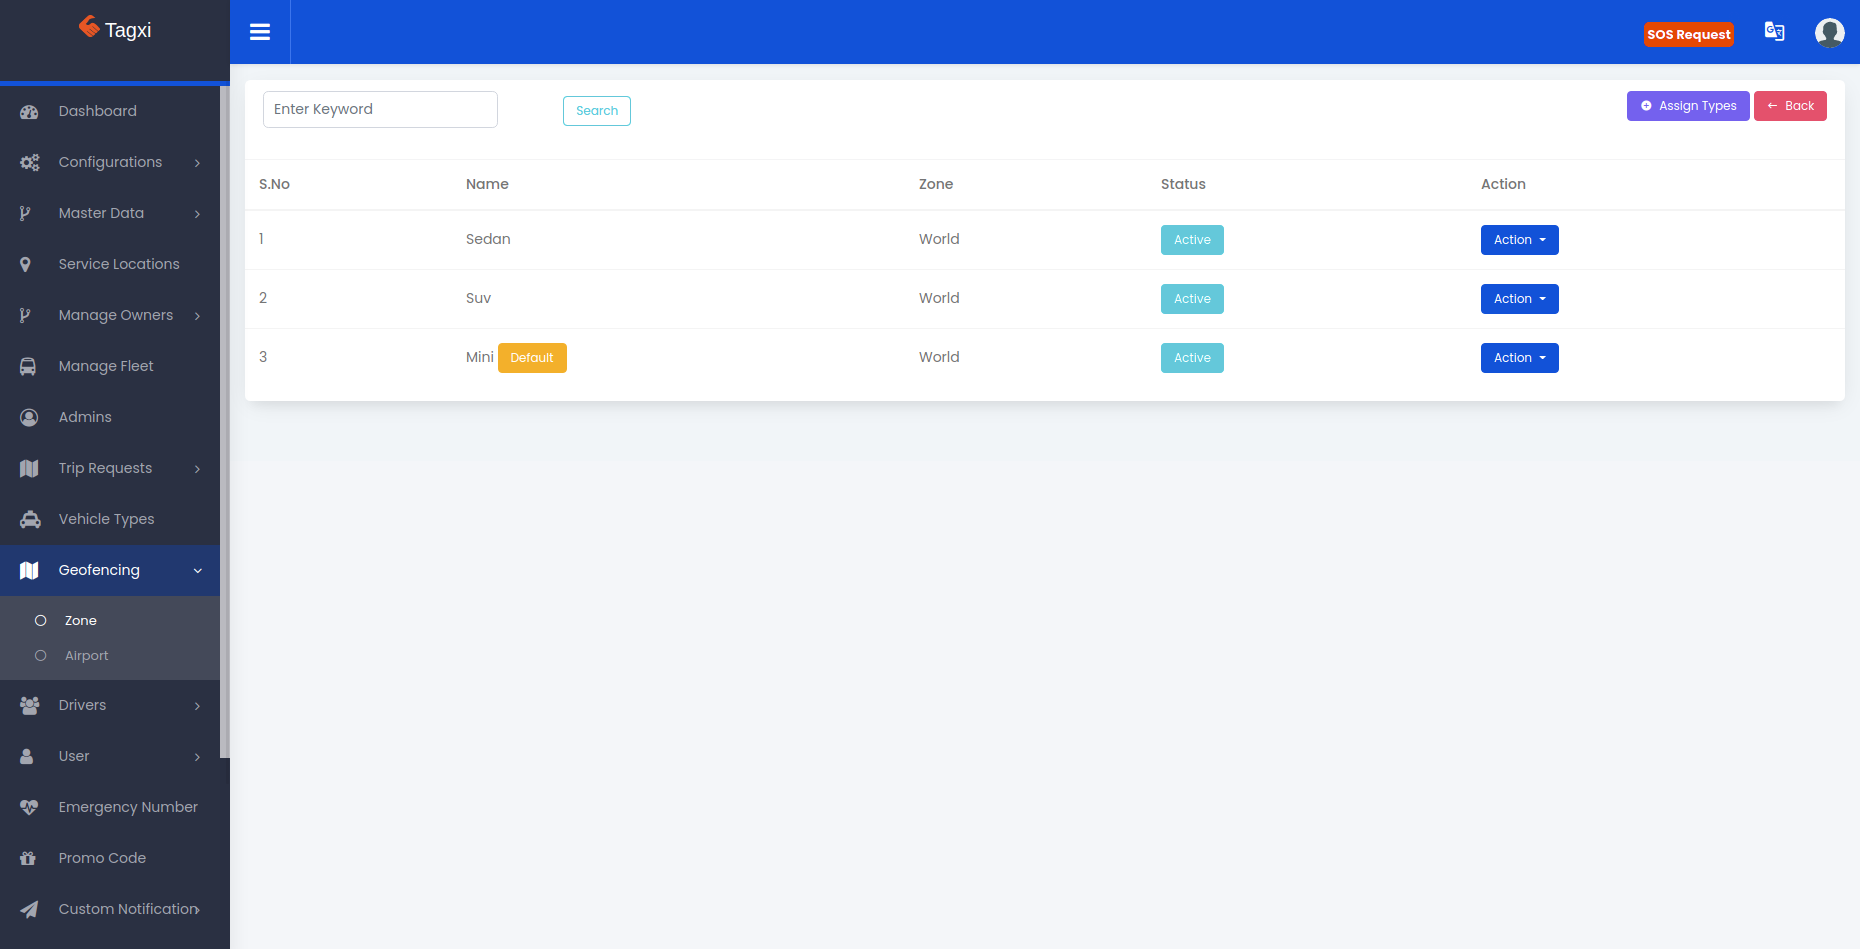 Tagxi
SOS Request
Dashboard
Configurations
Master Data
Service Locations
Manage Owners
Manage Fleet
Admins
Trip Requests
Vehicle Types
Geofencing
Zone
Airport
Drivers
User
Emergency Number
Promo Code
Custom Notification
Enter Keyword
Search
Assign Types
Back
S.No Name Zone Status Action
1 Sedan World Active Action
2 Suv World Active Action
3 Mini Default World Active Action